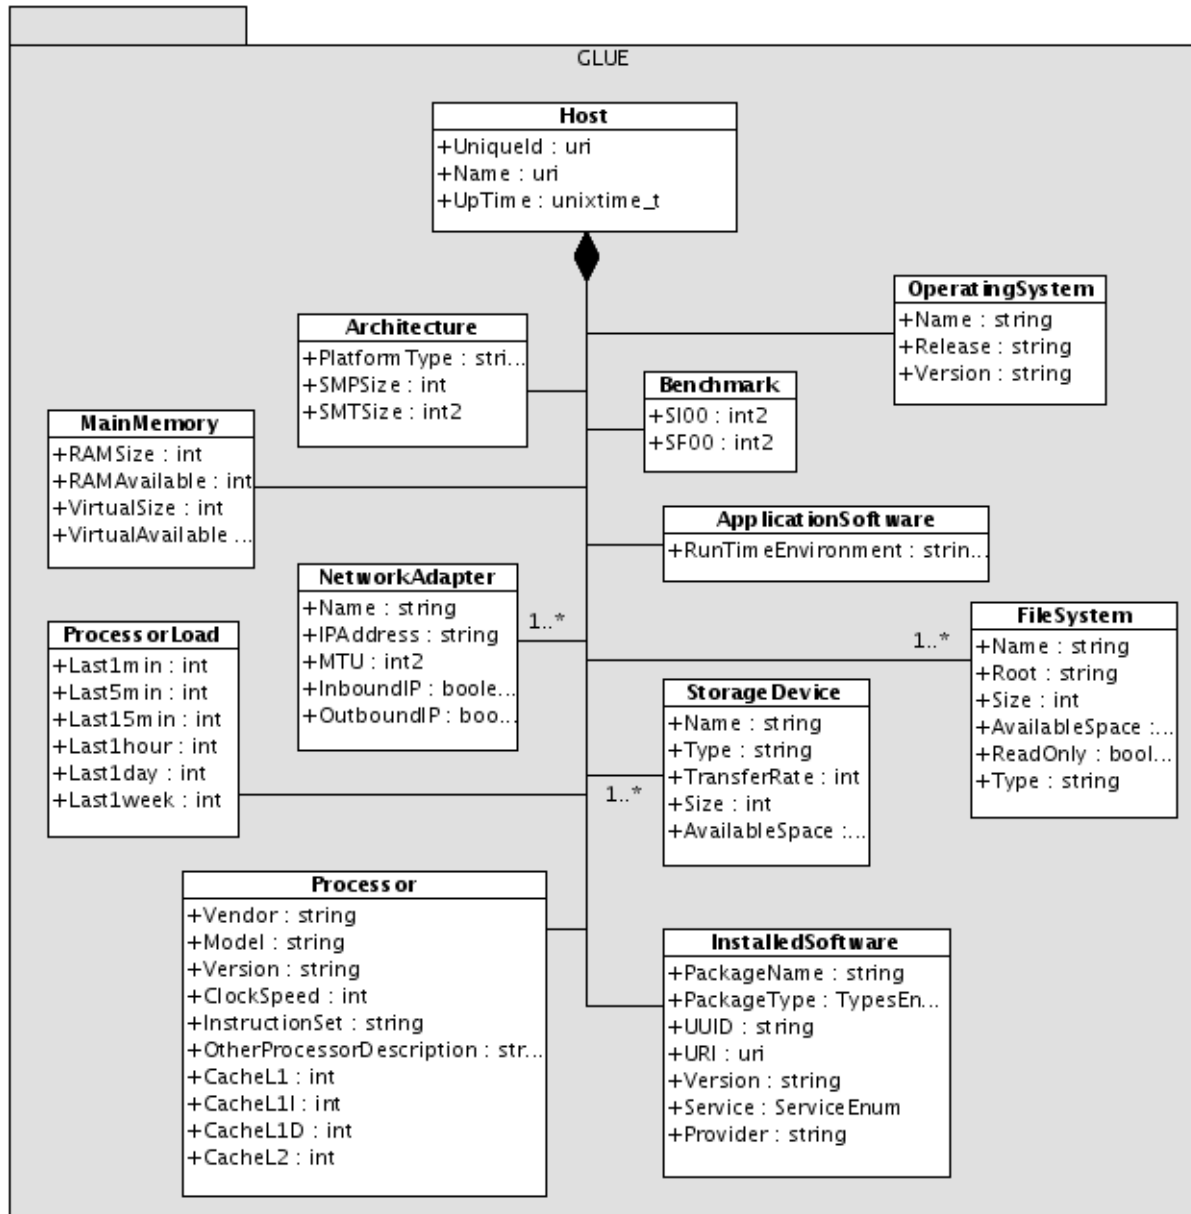 GLUE
Host
+UniqueId : uri
+Name : uri
+UpTime : unixtime_t
OperatingSystem
+Name : string
+Release : string
+Version : string
Architecture
+PlatformType : stri...
+SMPSize : int
+SMTSize : int2
Benchmark
+SI00 : int2
+SF00 : int2
MainMemory
+RAMSize : int
+RAMAvailable : int
+VirtualSize : int
+VirtualAvailable ...
ApplicationSoftware
+RunTimeEnvironment : strin...
NetworkAdapter
+Name : string
+IPAddress : string
+MTU : int2
+InboundIP : boole...
+OutboundIP : boo...
1..*
FileSystem
+Name : string
+Root : string
+Size : int
+AvailableSpace :...
+ReadOnly : bool...
+Type : string
1..*
ProcessorLoad
+Last1min : int
+Last5min : int
+Last15min : int
+Last1hour : int
+Last1day : int
+Last1week : int
StorageDevice
+Name : string
+Type : string
+TransferRate : int
+Size : int
+AvailableSpace :...
1..*
Processor
+Vendor : string
+Model : string
+Version : string
+ClockSpeed : int
+InstructionSet : string
+OtherProcessorDescription : str...
+CacheL1 : int
+CacheL1I : int
+CacheL1D : int
+CacheL2 : int
InstalledSoftware
+PackageName : string
+PackageType : TypesEn...
+UUID : string
+URI : uri
+Version : string
+Service : ServiceEnum
+Provider : string